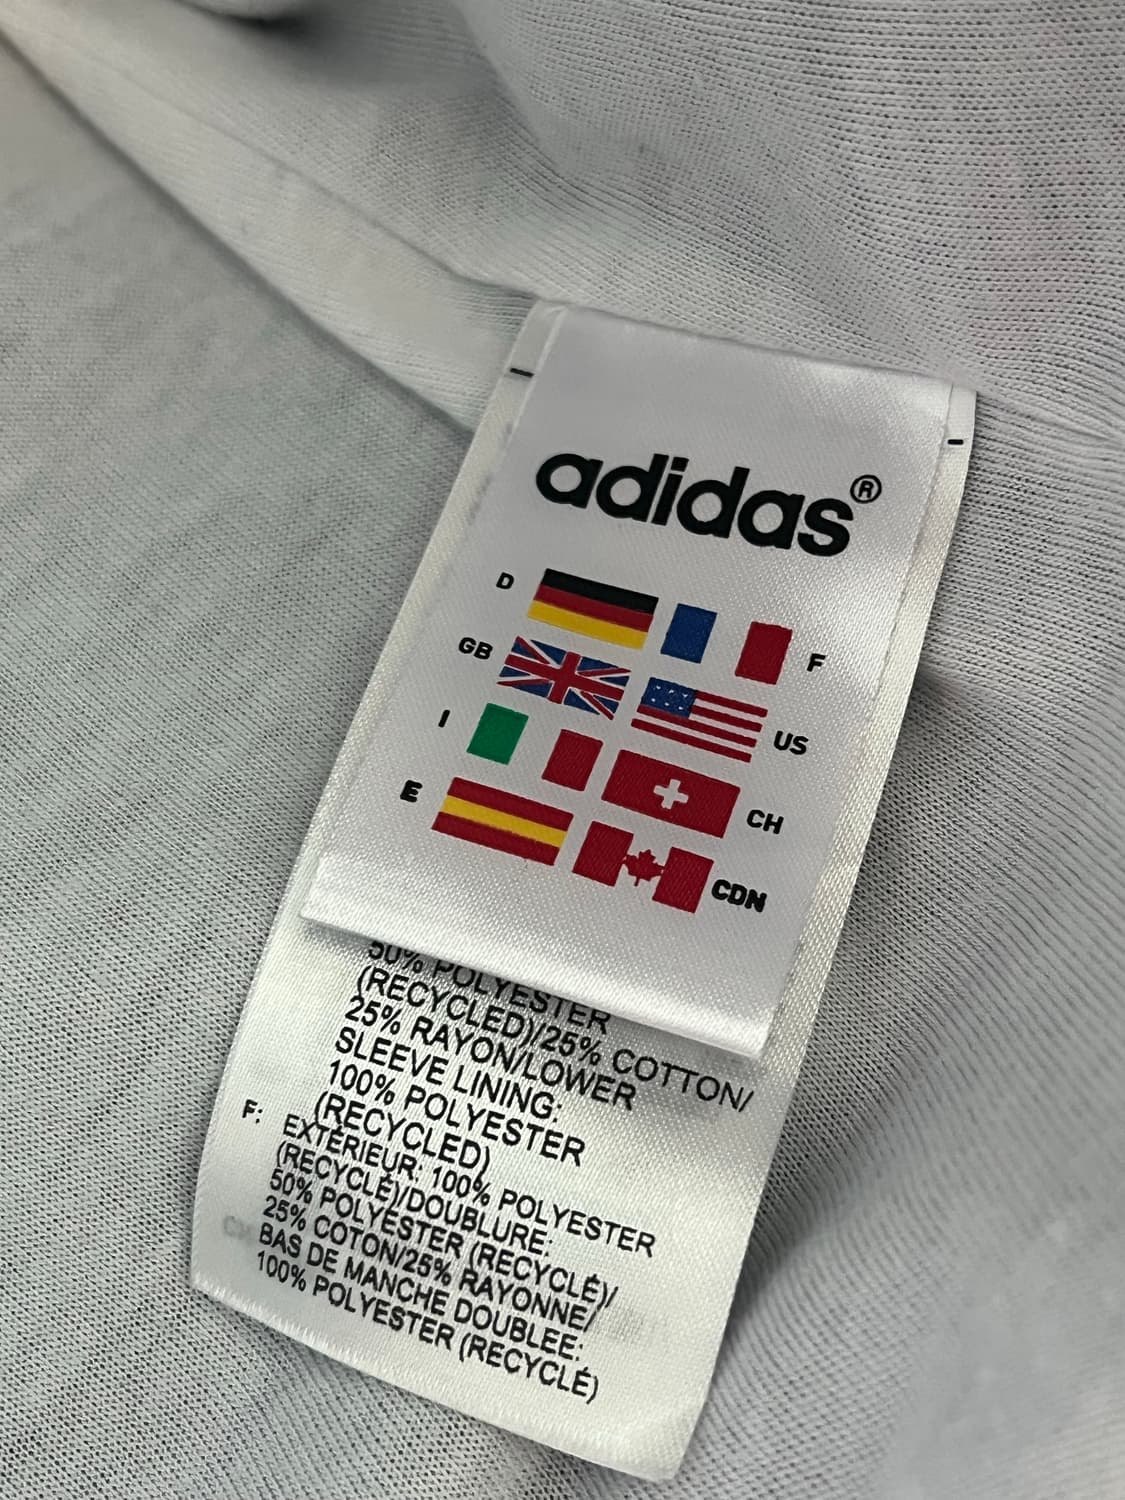 adidas®
D F
GB US
I CH
E CDN
50% POLYESTER
(RECYCLED)/25% COTTON/
25% RAYON/LOWER
SLEEVE LINING:
100% POLYESTER
(RECYCLED)
F: EXTÉRIEUR: 100% POLYESTER
(RECYCLÉ)/DOUBLURE:
50% POLYESTER (RECYCLÉ)/
25% COTON/25% RAYONNE/
BAS DE MANCHE DOUBLEE:
100% POLYESTER (RECYCLÉ)